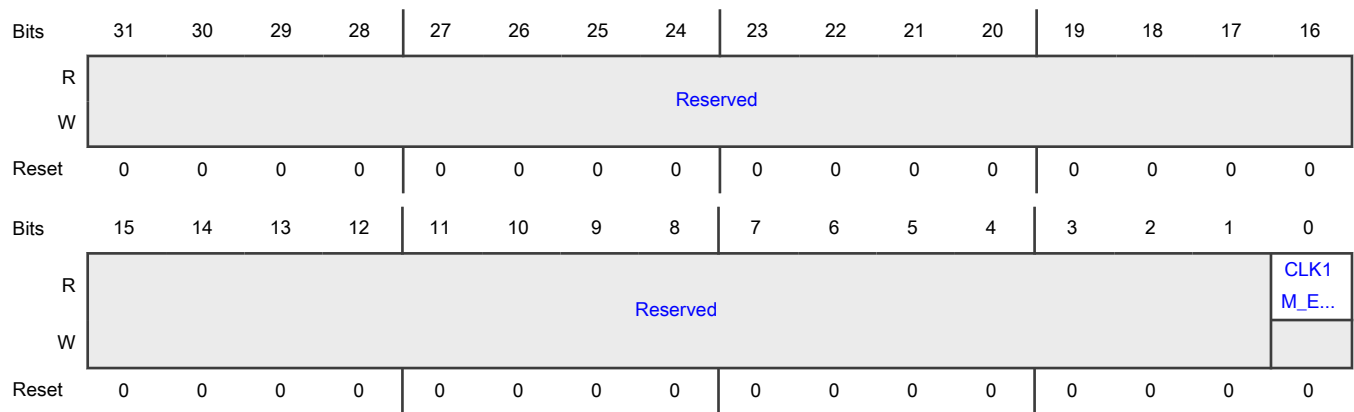 Bits 31 30 29 28 27 26 25 24 23 22 21 20 19 18 17 16
R
Reserved
W
Reset 0 0 0 0 0 0 0 0 0 0 0 0 0 0 0 0
Bits 15 14 13 12 11 10 9 8 7 6 5 4 3 2 1 0
CLK1
R
M_E...
Reserved
W
Reset 0 0 0 0 0 0 0 0 0 0 0 0 0 0 0 0